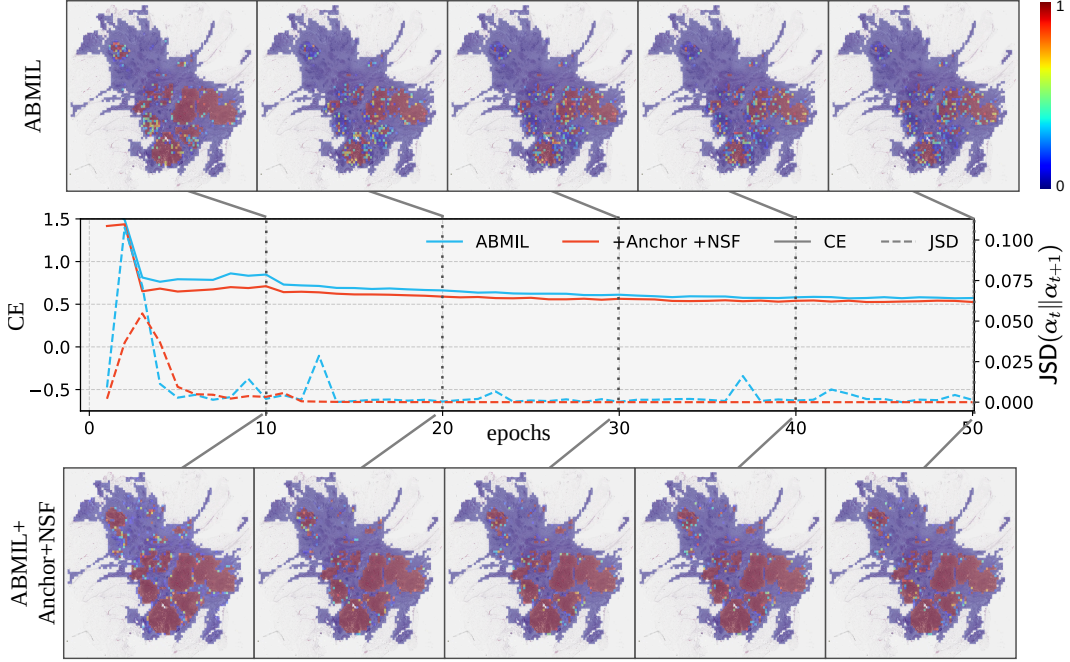 1
ABMIL
0
1.5
1.0
0.5
0.0
−0.5
CE
ABMIL
+Anchor +NSF
CE
JSD
0.100
0.075
0.050
0.025
0.000
JSD(αₜ||αₜ₊₁)
0
10
20
30
40
50
epochs
ABMIL+
Anchor+NSF